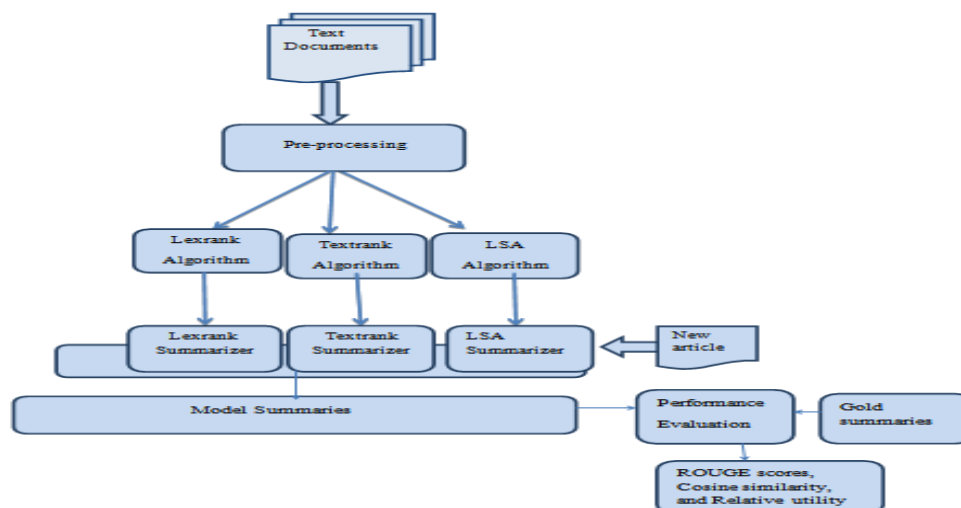 Text
Documents
Pre-processing
Lexrank
Algorithm
Textrank
Algorithm
LSA
Algorithm
Lexrank
Summarizer
Textrank
Summarizer
LSA
Summarizer
New
article
Model Summaries
Performance
Evaluation
Gold
summaries
ROUGE scores,
Cosine similarity,
and Relative utility